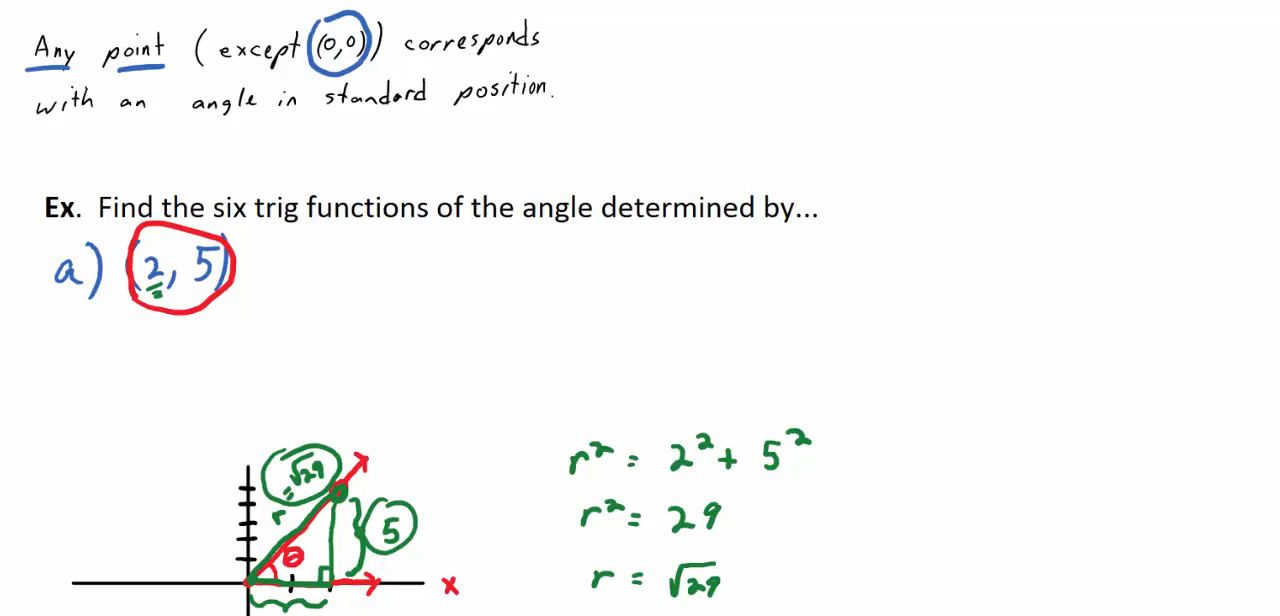 Any point (except (0,0)) corresponds
with an angle in standard position.
Ex. Find the six trig functions of the angle determined by...
a) (2, 5)
r = √29
5
θ
x
r² = 2² + 5²
r² = 29
r = √29